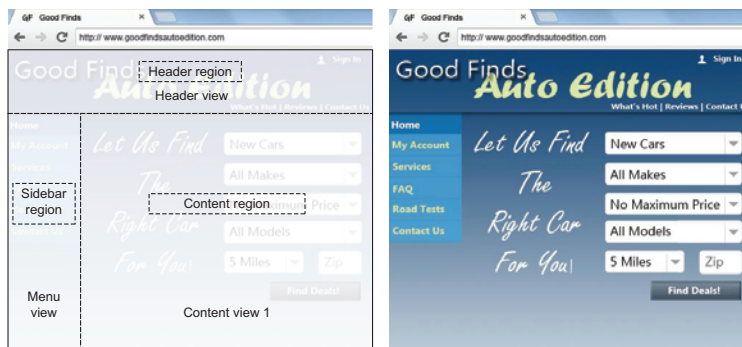 GF Good Finds ×
http:// www.goodfindsautoedition.com
Sign In
Good Finds
Auto Edition
Header region
Header view
What's Hot | Reviews | Contact Us
Home
My Account
Services
Sidebar region
Contact Us
Menu view
Let Us Find
The
Right Car
For You!
New Cars
All Makes
Content region
Maximum Price
All Models
5 Miles
Zip
Find Deals!
Content view 1
GF Good Finds ×
http:// www.goodfindsautoedition.com
Sign In
Good Finds
Auto Edition
What's Hot | Reviews | Contact
Home
My Account
Services
FAQ
Road Tests
Contact Us
Let Us Find
The
Right Car
For You!
New Cars
All Makes
No Maximum Price
All Models
5 Miles
Zip
Find Deals!